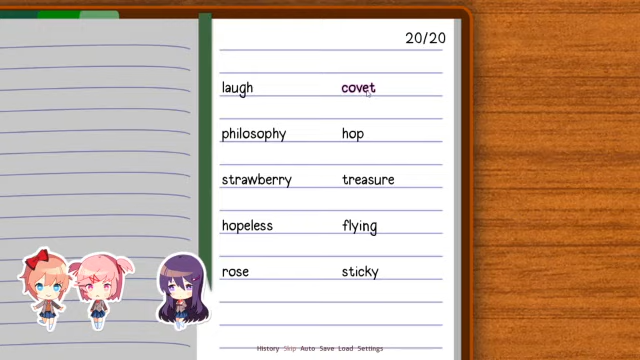 20/20
laugh covet
philosophy hop
strawberry treasure
hopeless flying
rose sticky
History Skip Auto Save Load Settings